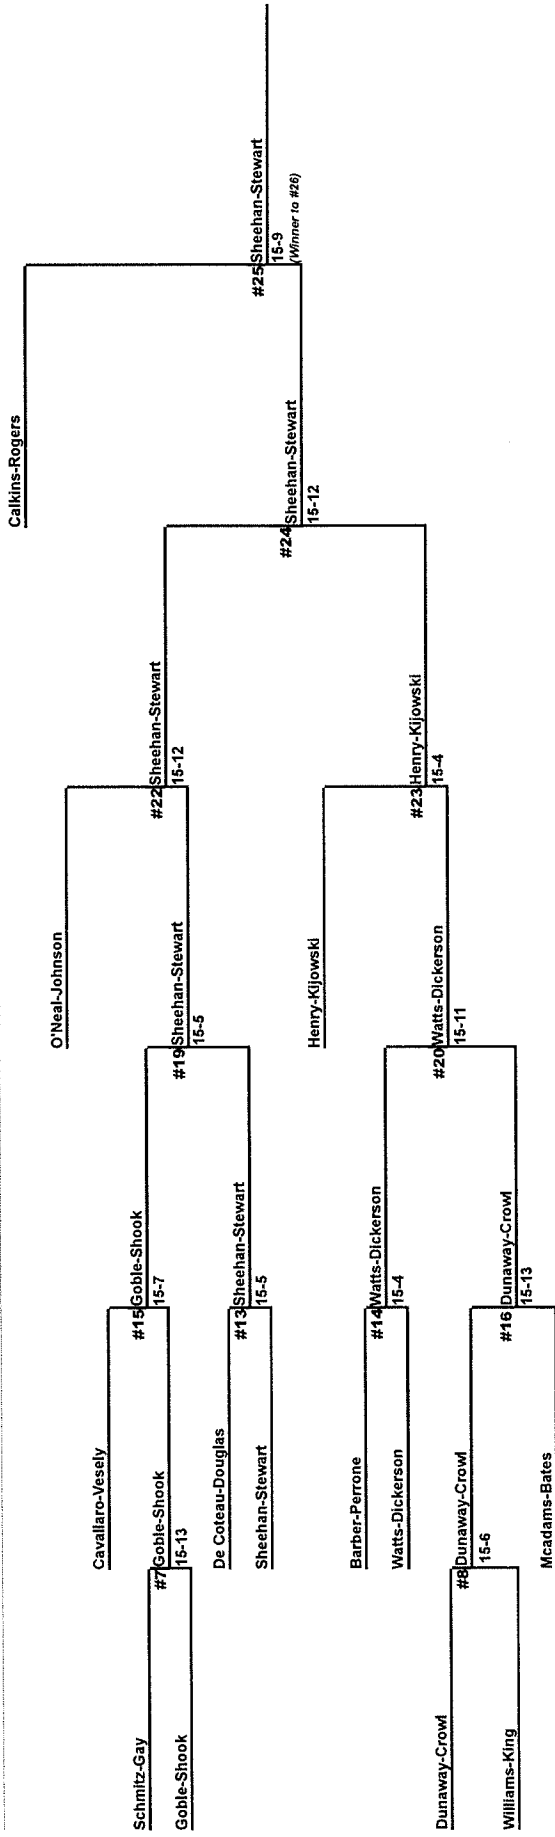 Schmitz-Gay
Goble-Shook
Dunaway-Crowl
Williams-King
Cavallaro-Vesely
#7 Goble-Shook
15-13
De Coteau-Douglas
Sheehan-Stewart
Barber-Perrone
Watts-Dickerson
#8 Dunaway-Crowl
15-6
Mcadams-Bates
#15 Goble-Shook
15-7
#13 Sheehan-Stewart
15-5
#14 Watts-Dickerson
15-4
#16 Dunaway-Crowl
15-13
O'Neal-Johnson
#19 Sheehan-Stewart
15-5
Henry-Kijowski
#20 Watts-Dickerson
15-11
#22 Sheehan-Stewart
15-12
#23 Henry-Kijowski
15-4
Calkins-Rogers
#24 Sheehan-Stewart
15-12
#25 Sheehan-Stewart
15-9
(Winner to #26)